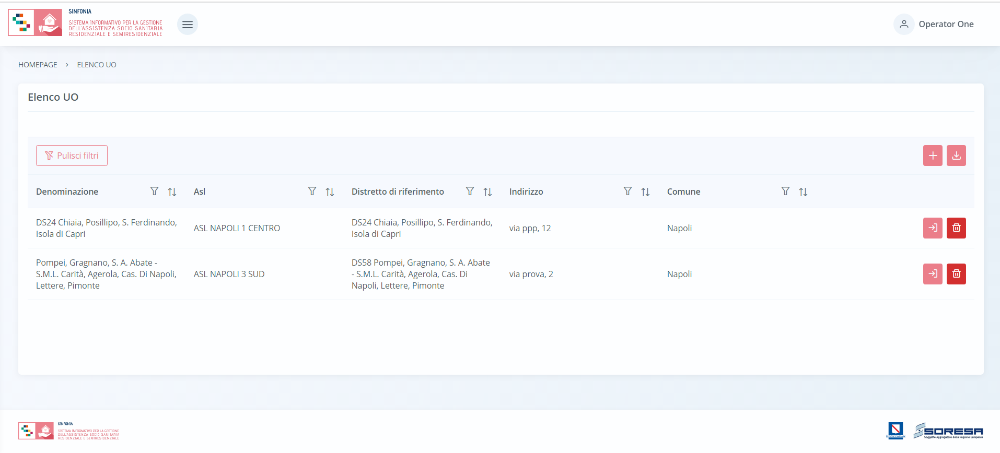 SINFONIA
SISTEMA INFORMATIVO PER LA GESTIONE
DELL'ASSISTENZA SOCIO SANITARIA
RESIDENZIALE E SEMIRESIDENZIALE
Operator One
HOMEPAGE > ELENCO UO
Elenco UO
Pulisci filtri
Denominazione Asl Distretto di riferimento Indirizzo Comune
DS24 Chiaia, Posillipo, S. Ferdinando,
Isola di Capri
ASL NAPOLI 1 CENTRO
DS24 Chiaia, Posillipo, S. Ferdinando,
Isola di Capri
via ppp, 12
Napoli
Pompei, Gragnano, S. A. Abate -
S.M.L. Carità, Agerola, Cas. Di Napoli,
Lettere, Pimonte
ASL NAPOLI 3 SUD
DS58 Pompei, Gragnano, S. A. Abate
- S.M.L. Carità, Agerola, Cas. Di
Napoli, Lettere, Pimonte
via prova, 2
Napoli
SINFONIA
SISTEMA INFORMATIVO PER LA GESTIONE
DELL'ASSISTENZA SOCIO SANITARIA
RESIDENZIALE E SEMIRESIDENZIALE
REGIONE CAMPANIA
SORESA
Soggetto Aggregatore della Regione Campania